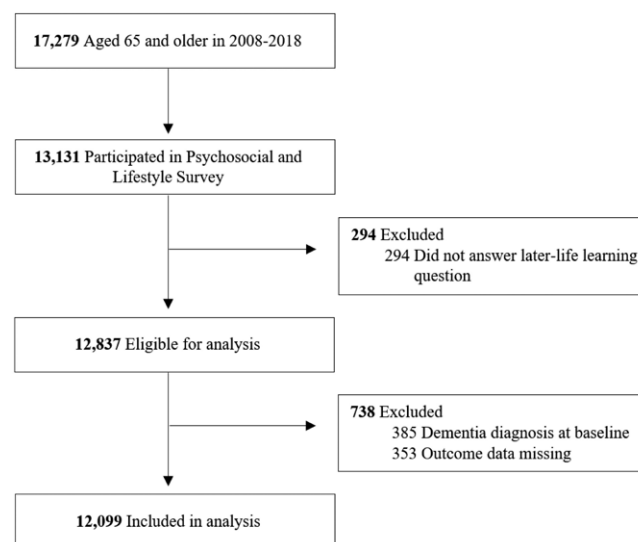 17,279 Aged 65 and older in 2008-2018
13,131 Participated in Psychosocial and
Lifestyle Survey
294 Excluded
294 Did not answer later-life learning
question
12,837 Eligible for analysis
738 Excluded
385 Dementia diagnosis at baseline
353 Outcome data missing
12,099 Included in analysis